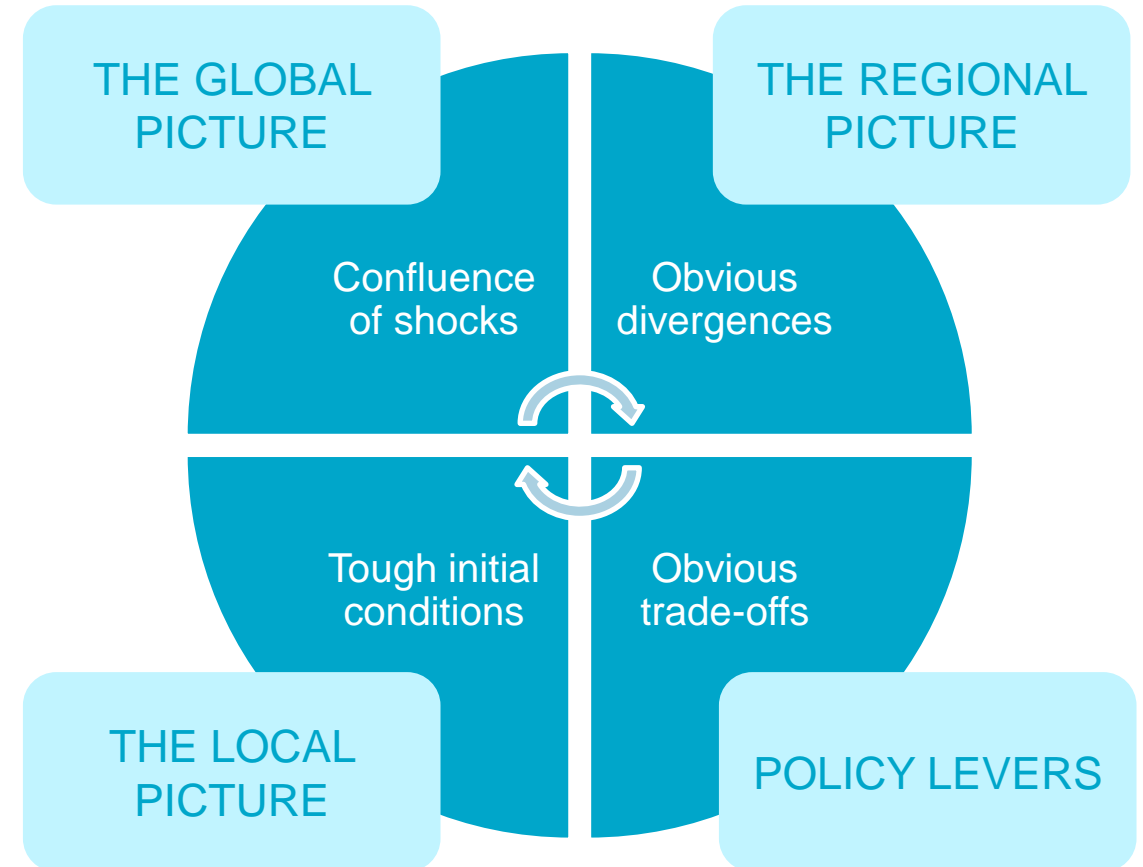 THE GLOBAL
PICTURE
THE REGIONAL
PICTURE
Confluence
of shocks
Obvious
divergences
Tough initial
conditions
Obvious
trade-offs
THE LOCAL
PICTURE
POLICY LEVERS